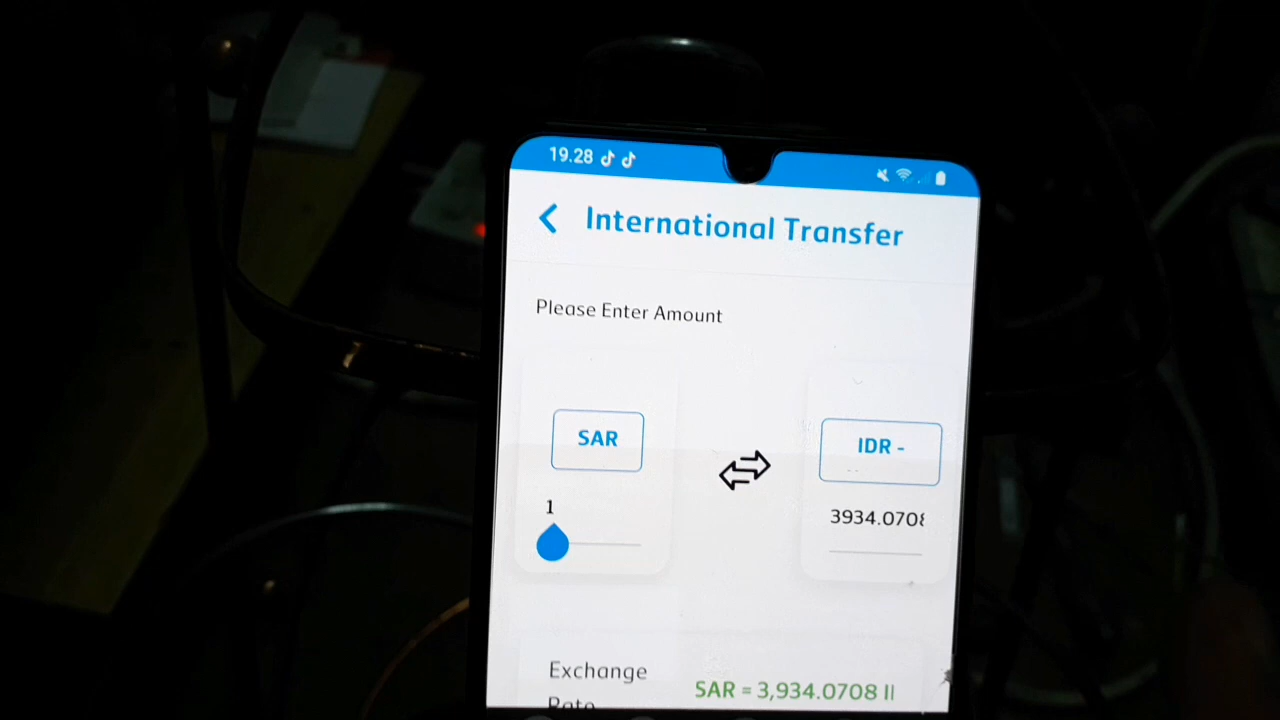 19.28
International Transfer
Please Enter Amount
SAR
IDR -
1
3934.0708
Exchange
SAR = 3,934.0708
Rate